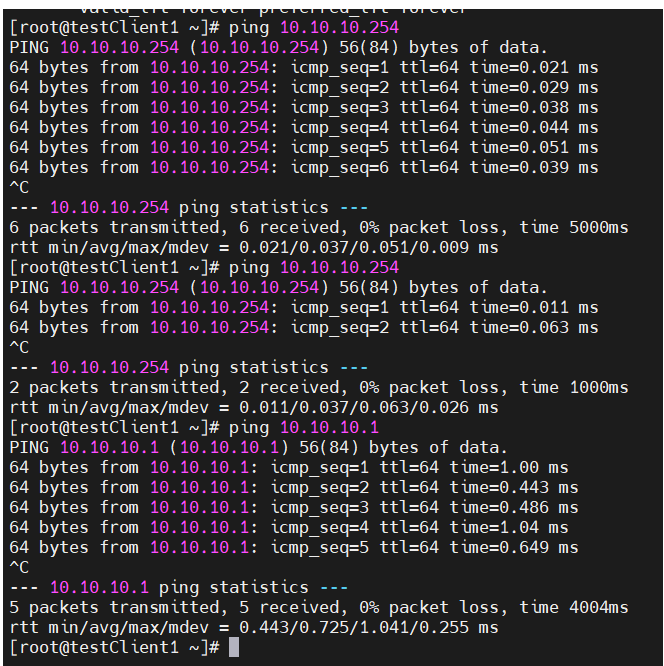 valid_lft forever preferred_lft forever
[root@testClient1 ~]# ping 10.10.10.254
PING 10.10.10.254 (10.10.10.254) 56(84) bytes of data.
64 bytes from 10.10.10.254: icmp_seq=1 ttl=64 time=0.021 ms
64 bytes from 10.10.10.254: icmp_seq=2 ttl=64 time=0.029 ms
64 bytes from 10.10.10.254: icmp_seq=3 ttl=64 time=0.038 ms
64 bytes from 10.10.10.254: icmp_seq=4 ttl=64 time=0.044 ms
64 bytes from 10.10.10.254: icmp_seq=5 ttl=64 time=0.051 ms
64 bytes from 10.10.10.254: icmp_seq=6 ttl=64 time=0.039 ms
^C
--- 10.10.10.254 ping statistics ---
6 packets transmitted, 6 received, 0% packet loss, time 5000ms
rtt min/avg/max/mdev = 0.021/0.037/0.051/0.009 ms
[root@testClient1 ~]# ping 10.10.10.254
PING 10.10.10.254 (10.10.10.254) 56(84) bytes of data.
64 bytes from 10.10.10.254: icmp_seq=1 ttl=64 time=0.011 ms
64 bytes from 10.10.10.254: icmp_seq=2 ttl=64 time=0.063 ms
^C
--- 10.10.10.254 ping statistics ---
2 packets transmitted, 2 received, 0% packet loss, time 1000ms
rtt min/avg/max/mdev = 0.011/0.037/0.063/0.026 ms
[root@testClient1 ~]# ping 10.10.10.1
PING 10.10.10.1 (10.10.10.1) 56(84) bytes of data.
64 bytes from 10.10.10.1: icmp_seq=1 ttl=64 time=1.00 ms
64 bytes from 10.10.10.1: icmp_seq=2 ttl=64 time=0.443 ms
64 bytes from 10.10.10.1: icmp_seq=3 ttl=64 time=0.486 ms
64 bytes from 10.10.10.1: icmp_seq=4 ttl=64 time=1.04 ms
64 bytes from 10.10.10.1: icmp_seq=5 ttl=64 time=0.649 ms
^C
--- 10.10.10.1 ping statistics ---
5 packets transmitted, 5 received, 0% packet loss, time 4004ms
rtt min/avg/max/mdev = 0.443/0.725/1.041/0.255 ms
[root@testClient1 ~]#